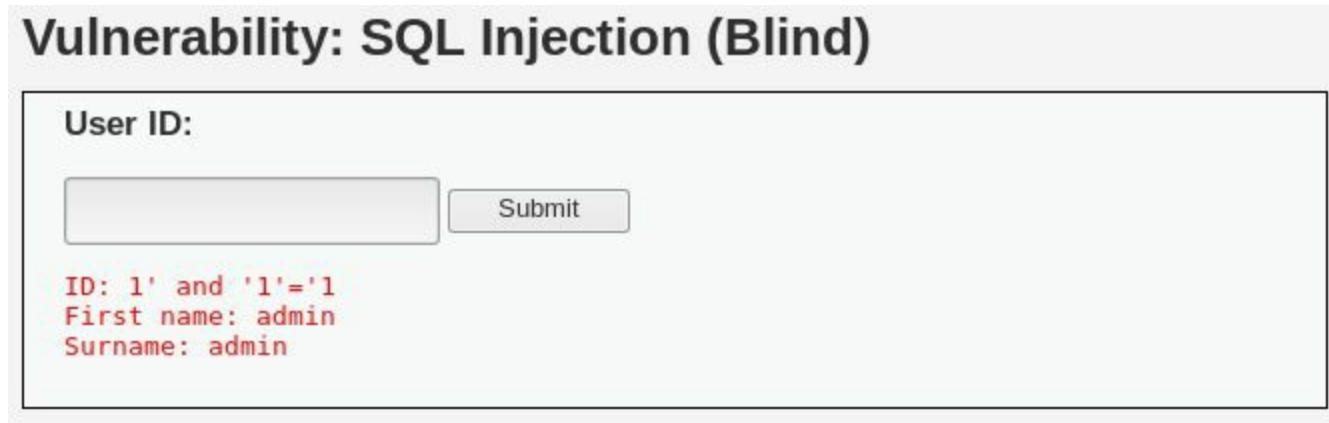 Vulnerability: SQL Injection (Blind)
User ID:
Submit
ID: 1' and '1'='1
First name: admin
Surname: admin